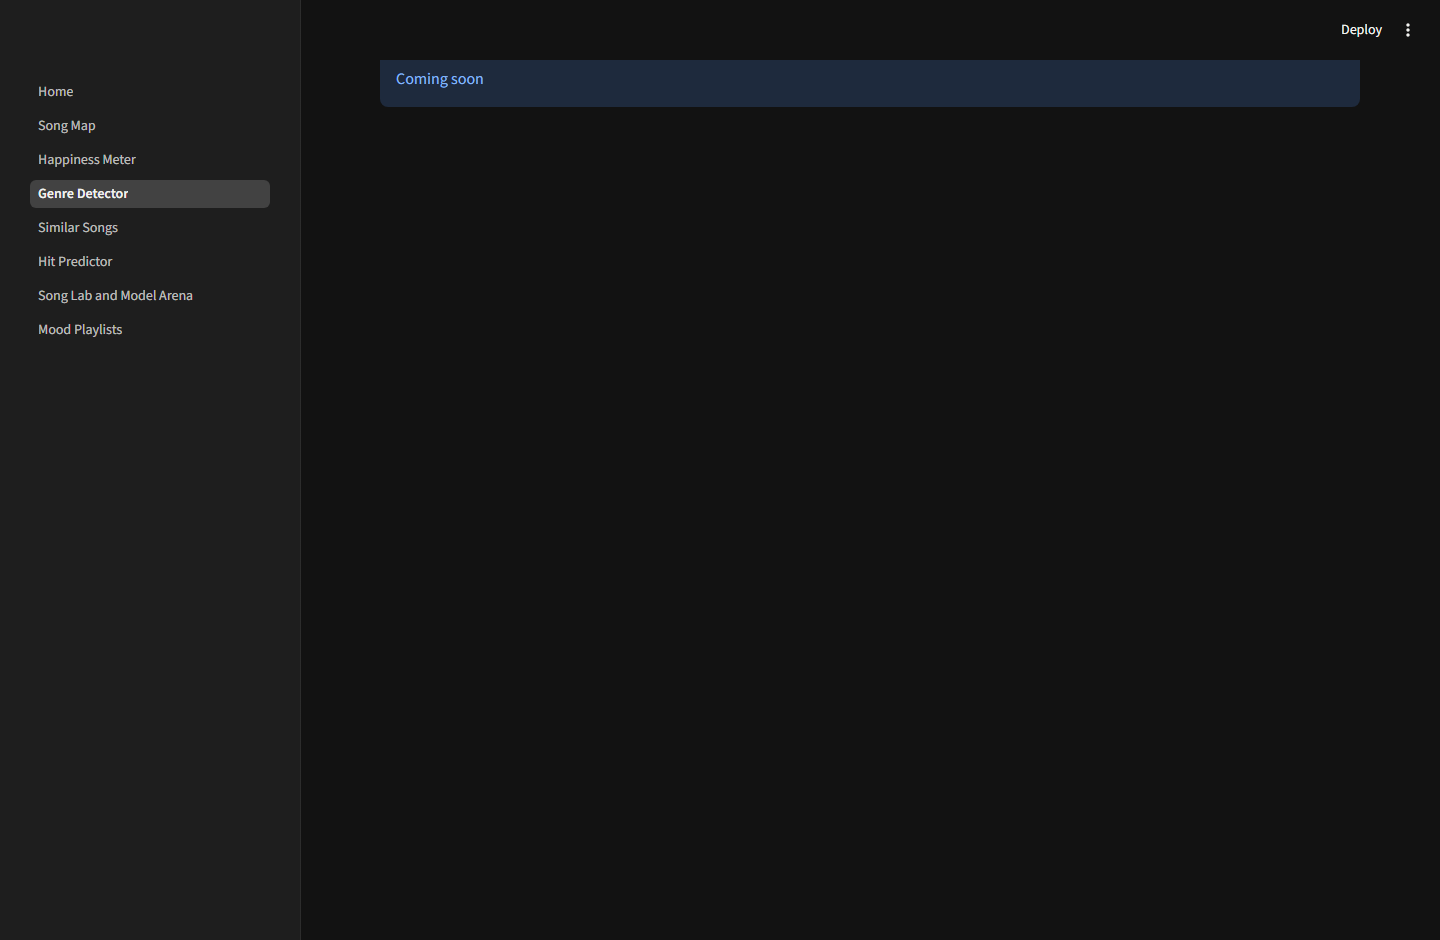 Deploy
Home
Song Map
Happiness Meter
Genre Detector
Similar Songs
Hit Predictor
Song Lab and Model Arena
Mood Playlists
Coming soon